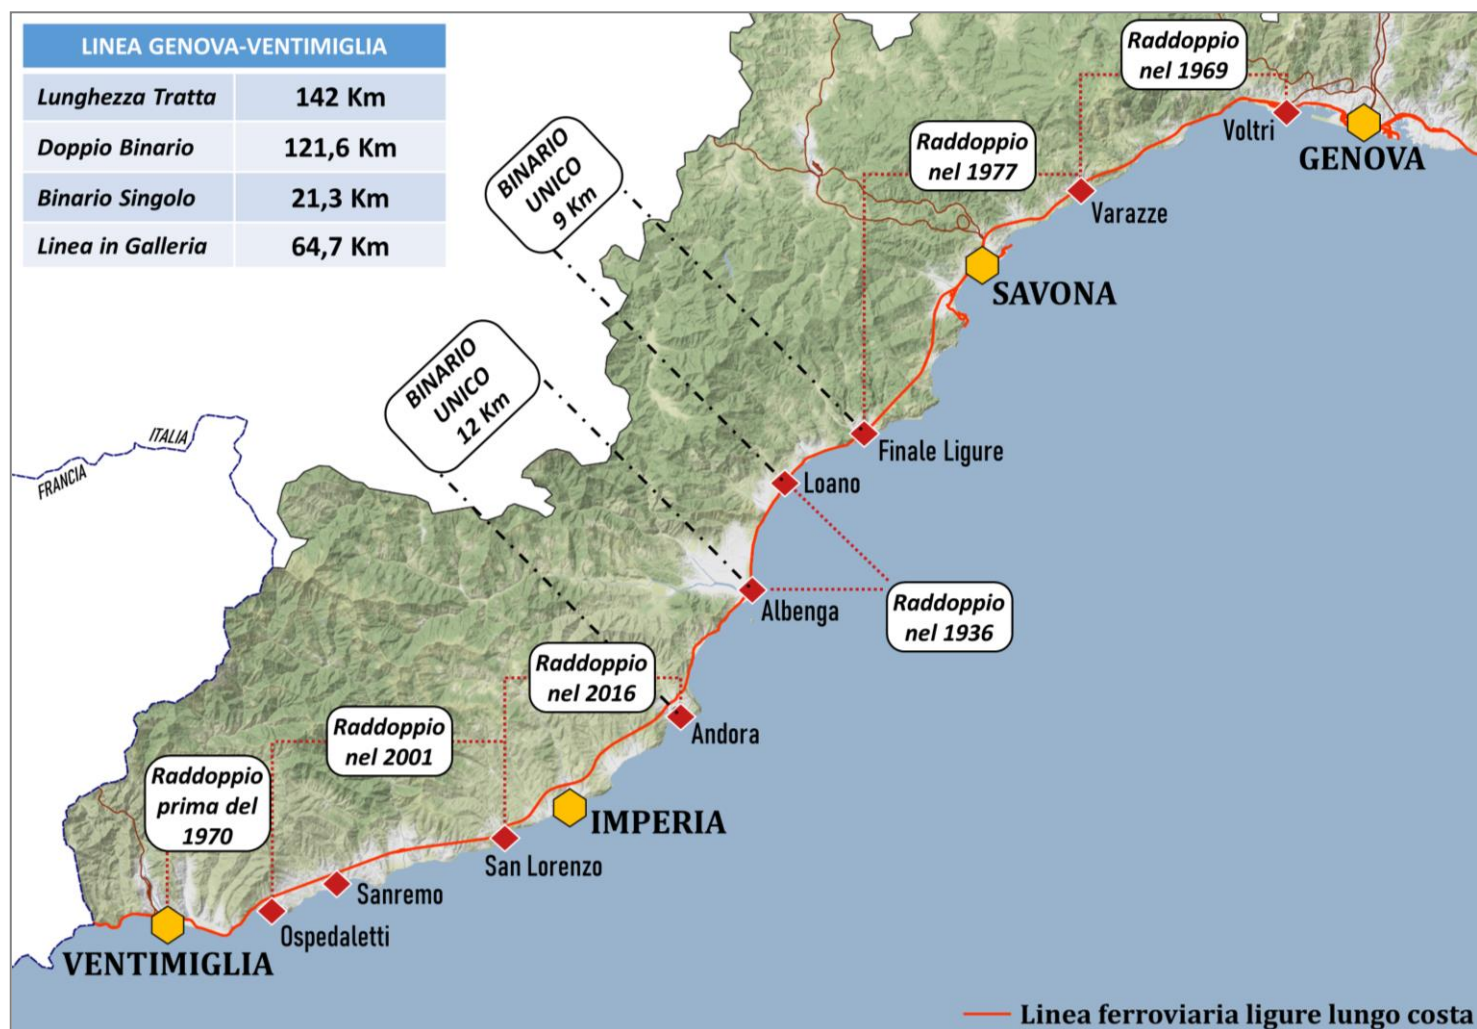 LINEA GENOVA-VENTIMIGLIA
Lunghezza Tratta 142 Km
Doppio Binario 121,6 Km
Binario Singolo 21,3 Km
Linea in Galleria 64,7 Km
Raddoppio
nel 1969
Voltri
GENOVA
Raddoppio
nel 1977
Varazze
BINARIO
UNICO
9 Km
SAVONA
BINARIO
UNICO
12 Km
ITALIA
FRANCIA
Finale Ligure
Loano
Albenga
Raddoppio
nel 1936
Raddoppio
nel 2016
Andora
Raddoppio
nel 2001
Raddoppio
prima del
1970
IMPERIA
San Lorenzo
Sanremo
Ospedaletti
VENTIMIGLIA
Linea ferroviaria ligure lungo costa